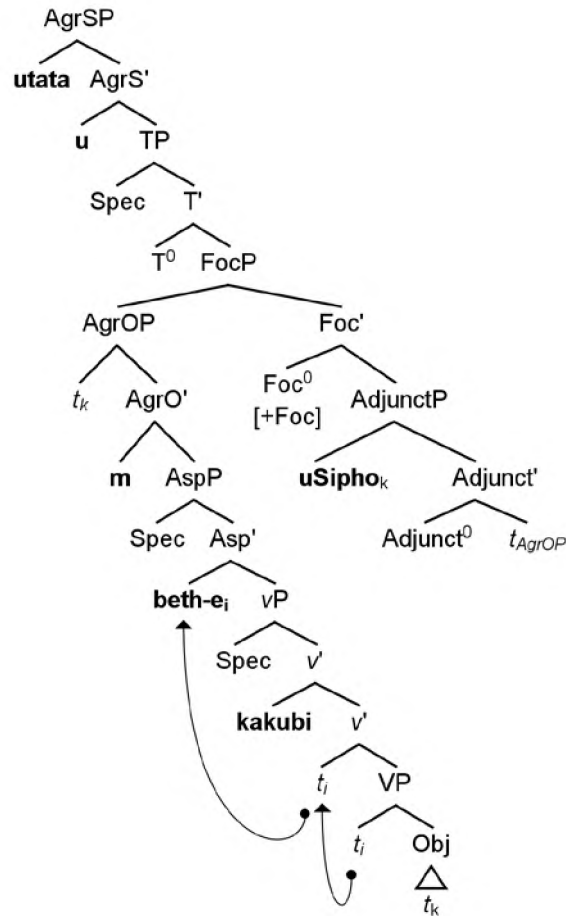 AgrSP
utata AgrS'
u TP
Spec T'
T⁰ FocP
AgrOP Foc'
tₖ AgrO' Foc⁰ AdjunctP
[+Foc]
m AspP uSiphoₖ Adjunct'
Spec Asp' Adjunct⁰ t_AgrOP
beth-eᵢ vP
Spec v'
kakubi v'
tᵢ VP
tᵢ Obj
tₖ